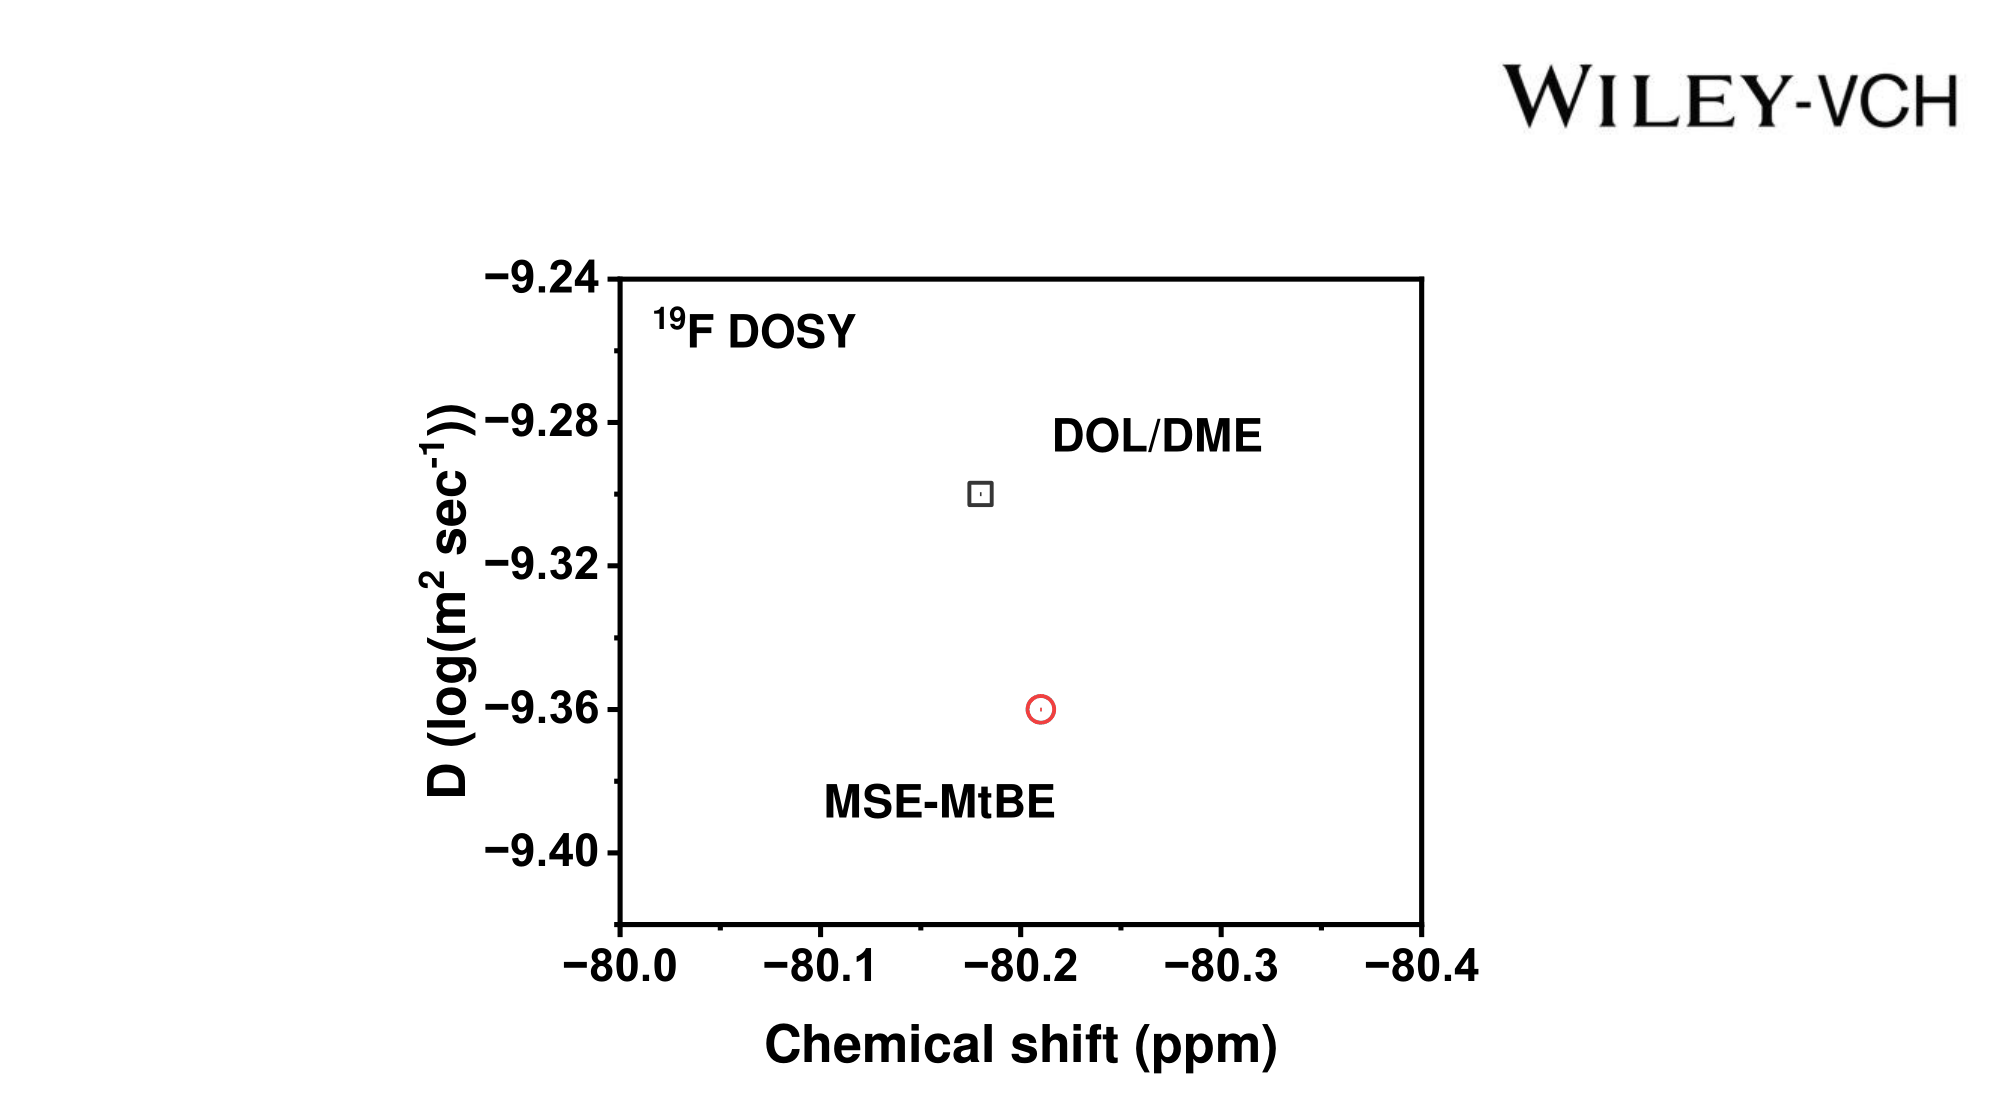 WILEY-VCH
−9.24
¹⁹F DOSY
DOL/DME
−9.28
D (log(m² sec⁻¹))
−9.32
−9.36
MSE-MtBE
−9.40
−80.0 −80.1 −80.2 −80.3 −80.4
Chemical shift (ppm)